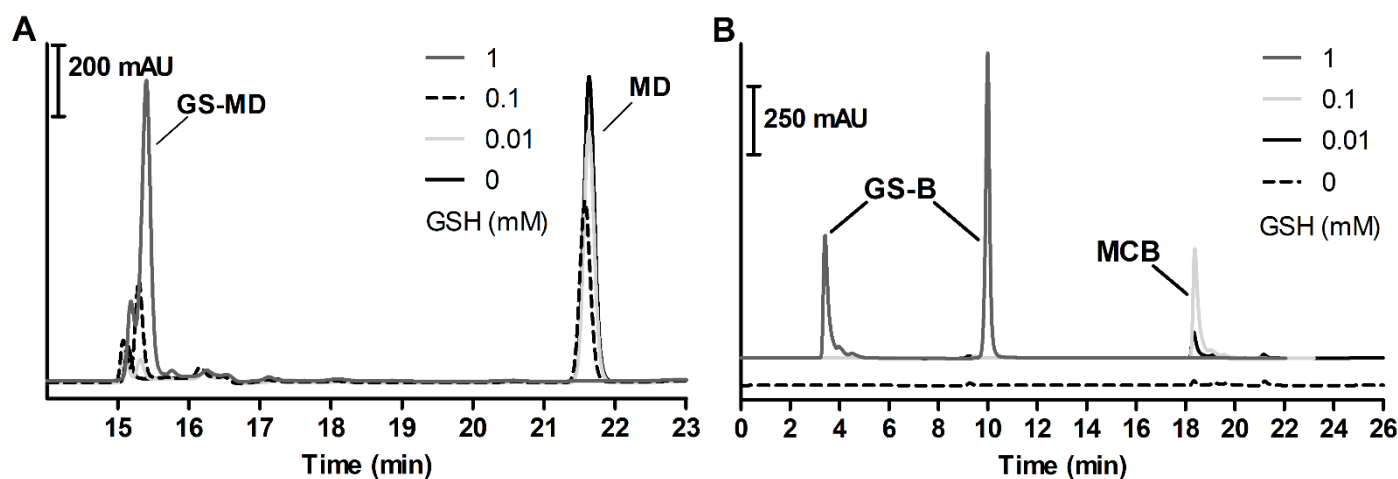 A
200 mAU
GS-MD
MD
1
0.1
0.01
0
GSH (mM)
15 16 17 18 19 20 21 22 23
Time (min)
B
250 mAU
GS-B
MCB
1
0.1
0.01
0
GSH (mM)
0 2 4 6 8 10 12 14 16 18 20 22 24 26
Time (min)